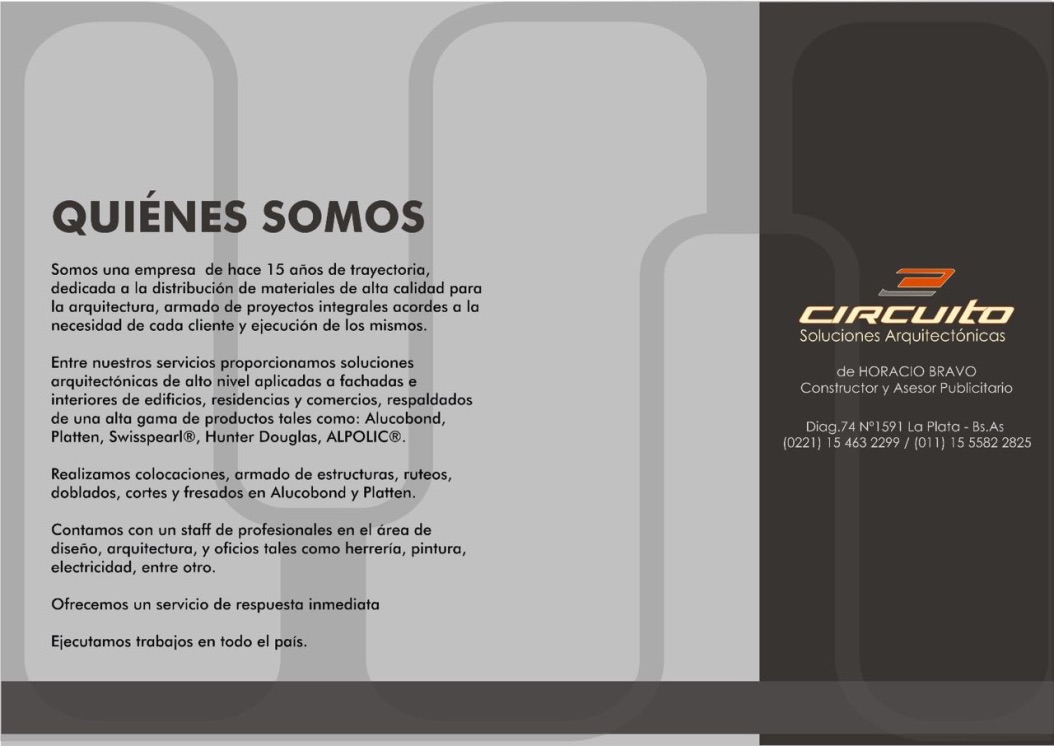 QUIÉNES SOMOS
Somos una empresa de hace 15 años de trayectoria,
dedicada a la distribución de materiales de alta calidad para
la arquitectura, armado de proyectos integrales acordes a la
necesidad de cada cliente y ejecución de los mismos.
Entre nuestros servicios proporcionamos soluciones
arquitectónicas de alto nivel aplicadas a fachadas e
interiores de edificios, residencias y comercios, respaldados
de una alta gama de productos tales como: Alucobond,
Platten, Swisspearl®, Hunter Douglas, ALPOLIC®.
Realizamos colocaciones, armado de estructuras, ruteos,
doblados, cortes y fresados en Alucobond y Platten.
Contamos con un staff de profesionales en el área de
diseño, arquitectura, y oficios tales como herrería, pintura,
electricidad, entre otro.
Ofrecemos un servicio de respuesta inmediata
Ejecutamos trabajos en todo el país.
CIRCUITO
Soluciones Arquitectónicas
de HORACIO BRAVO
Constructor y Asesor Publicitario
Diag.74 Nº1591 La Plata - Bs.As
(0221) 15 463 2299 / (011) 15 5582 2825